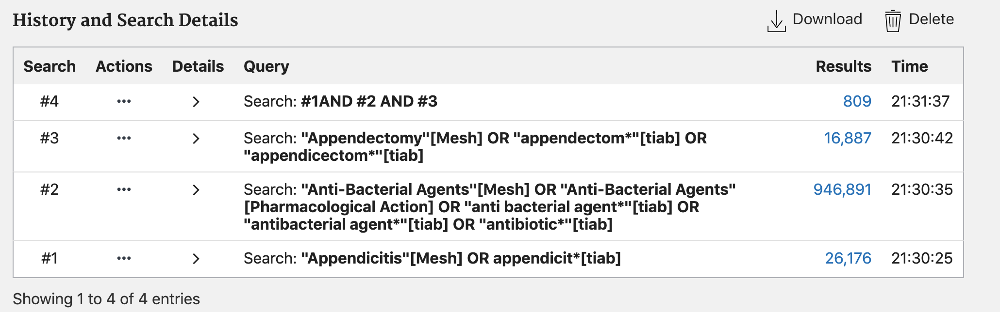 History and Search Details
Download
Delete
Search Actions Details Query Results Time
#4 ••• Search: #1AND #2 AND #3 809 21:31:37
#3 ••• Search: "Appendectomy"[Mesh] OR "appendectom*"[tiab] OR 16,887 21:30:42
"appendicectom*"[tiab]
#2 ••• Search: "Anti-Bacterial Agents"[Mesh] OR "Anti-Bacterial Agents" 946,891 21:30:35
[Pharmacological Action] OR "anti bacterial agent*"[tiab] OR
"antibacterial agent*"[tiab] OR "antibiotic*"[tiab]
#1 ••• Search: "Appendicitis"[Mesh] OR appendicit*[tiab] 26,176 21:30:25
Showing 1 to 4 of 4 entries